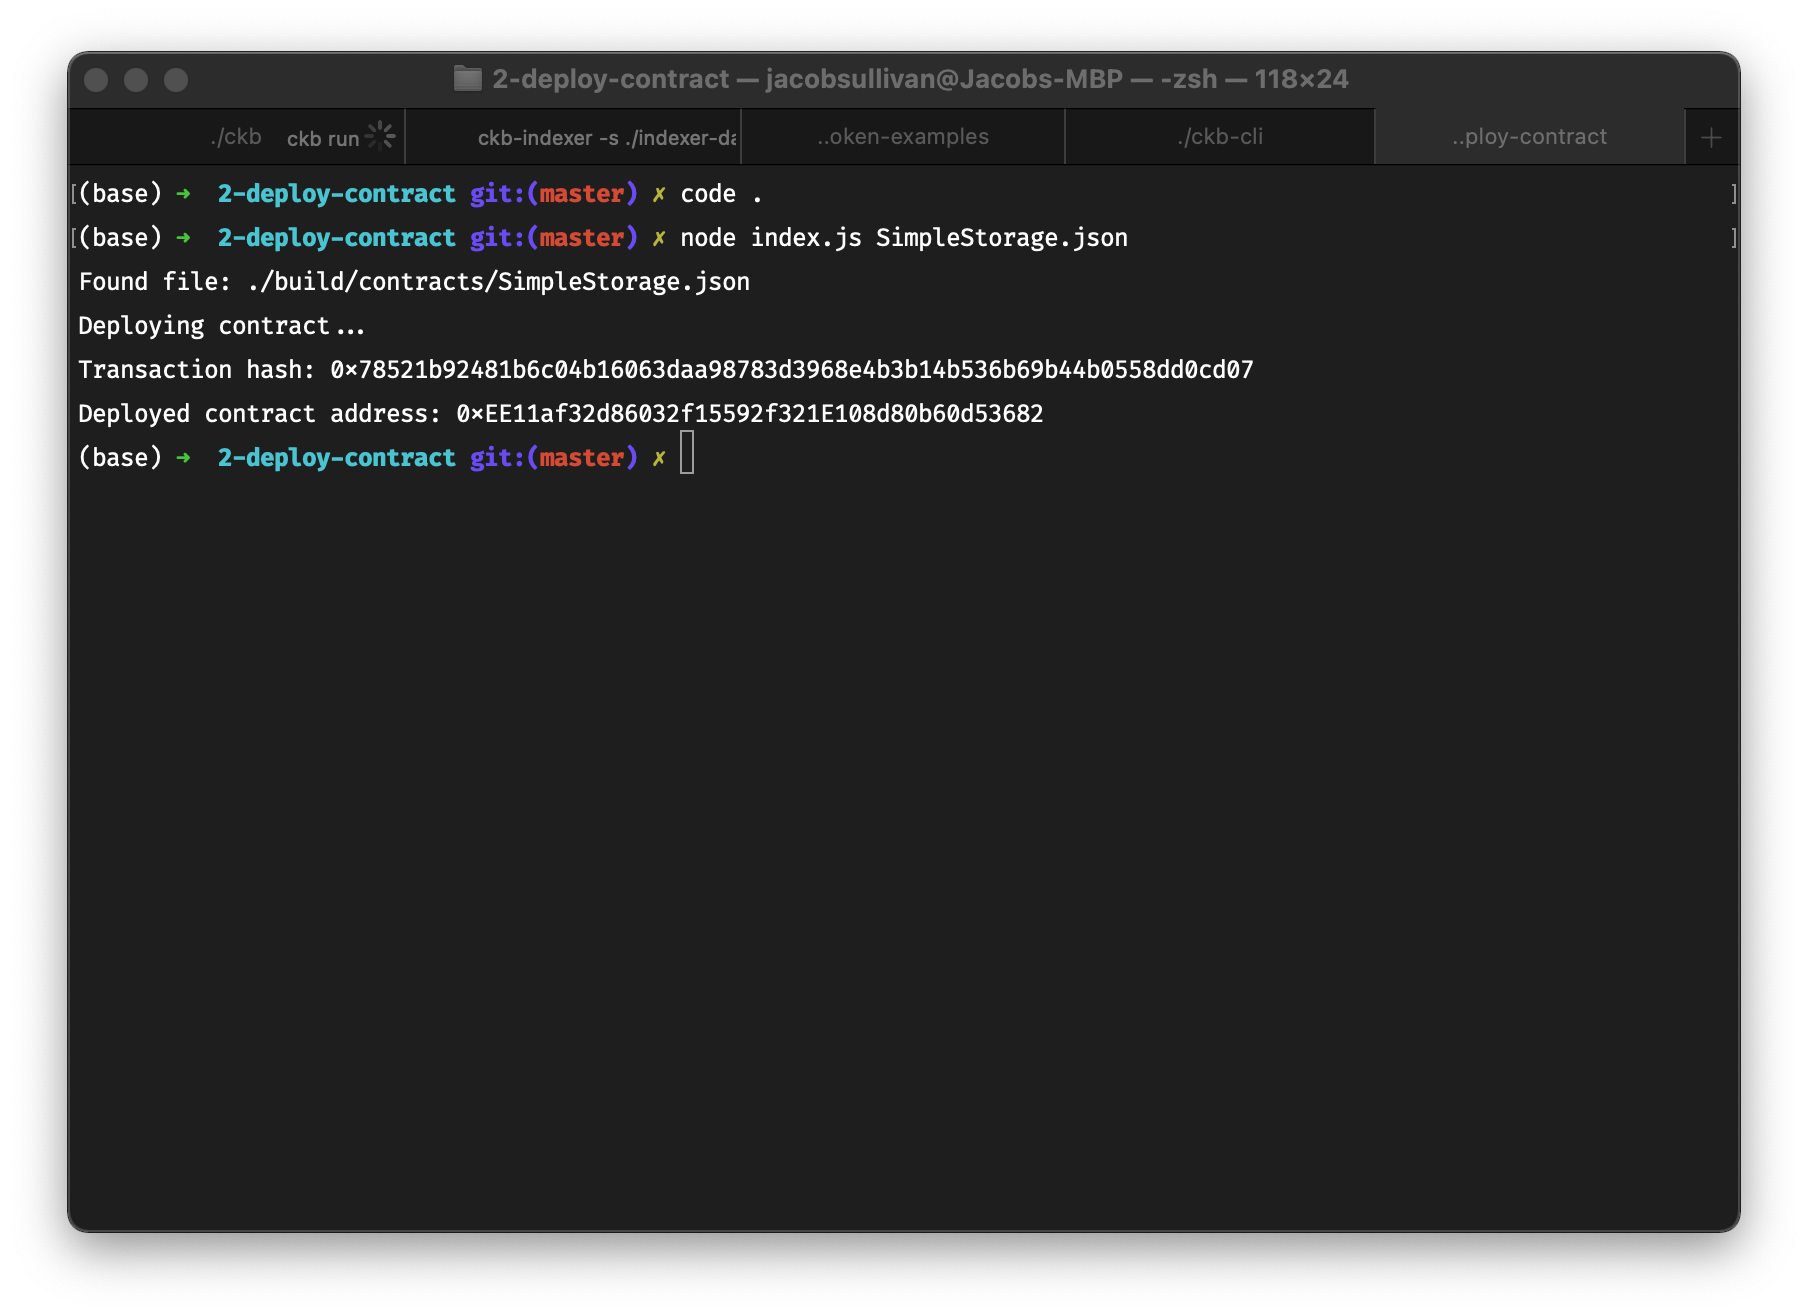 2-deploy-contract — jacobsullivan@Jacobs-MBP — -zsh — 118×24
./ckb ckb run ckb-indexer -s ./indexer-da ..oken-examples ./ckb-cli ..ploy-contract +
[(base) ➜ 2-deploy-contract git:(master) ✗ code . ]
[(base) ➜ 2-deploy-contract git:(master) ✗ node index.js SimpleStorage.json ]
Found file: ./build/contracts/SimpleStorage.json
Deploying contract...
Transaction hash: 0x78521b92481b6c04b16063daa98783d3968e4b3b14b536b69b44b0558dd0cd07
Deployed contract address: 0xEE11af32d86032f15592f321E108d80b60d53682
(base) ➜ 2-deploy-contract git:(master) ✗